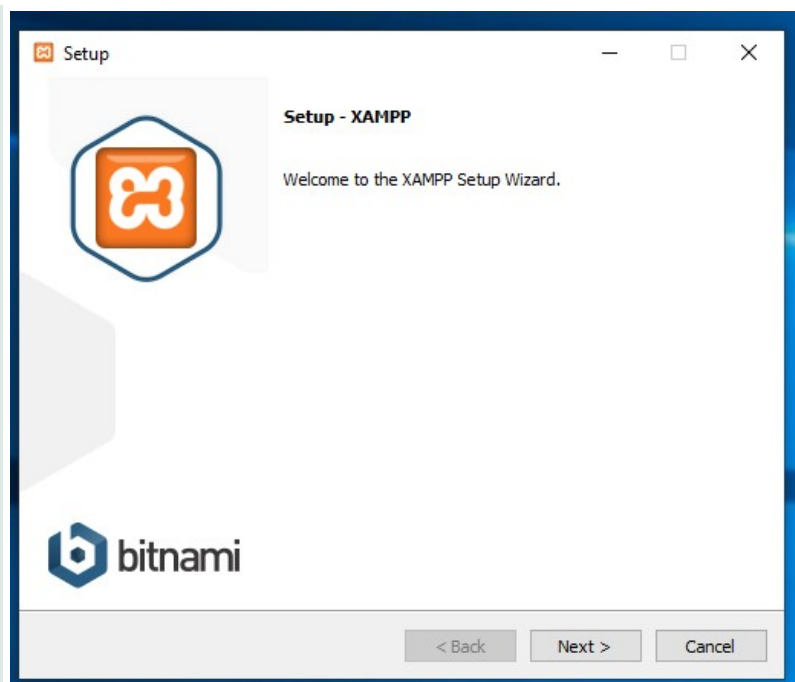 Setup
Setup - XAMPP
Welcome to the XAMPP Setup Wizard.
bitnami
< Back
Next >
Cancel